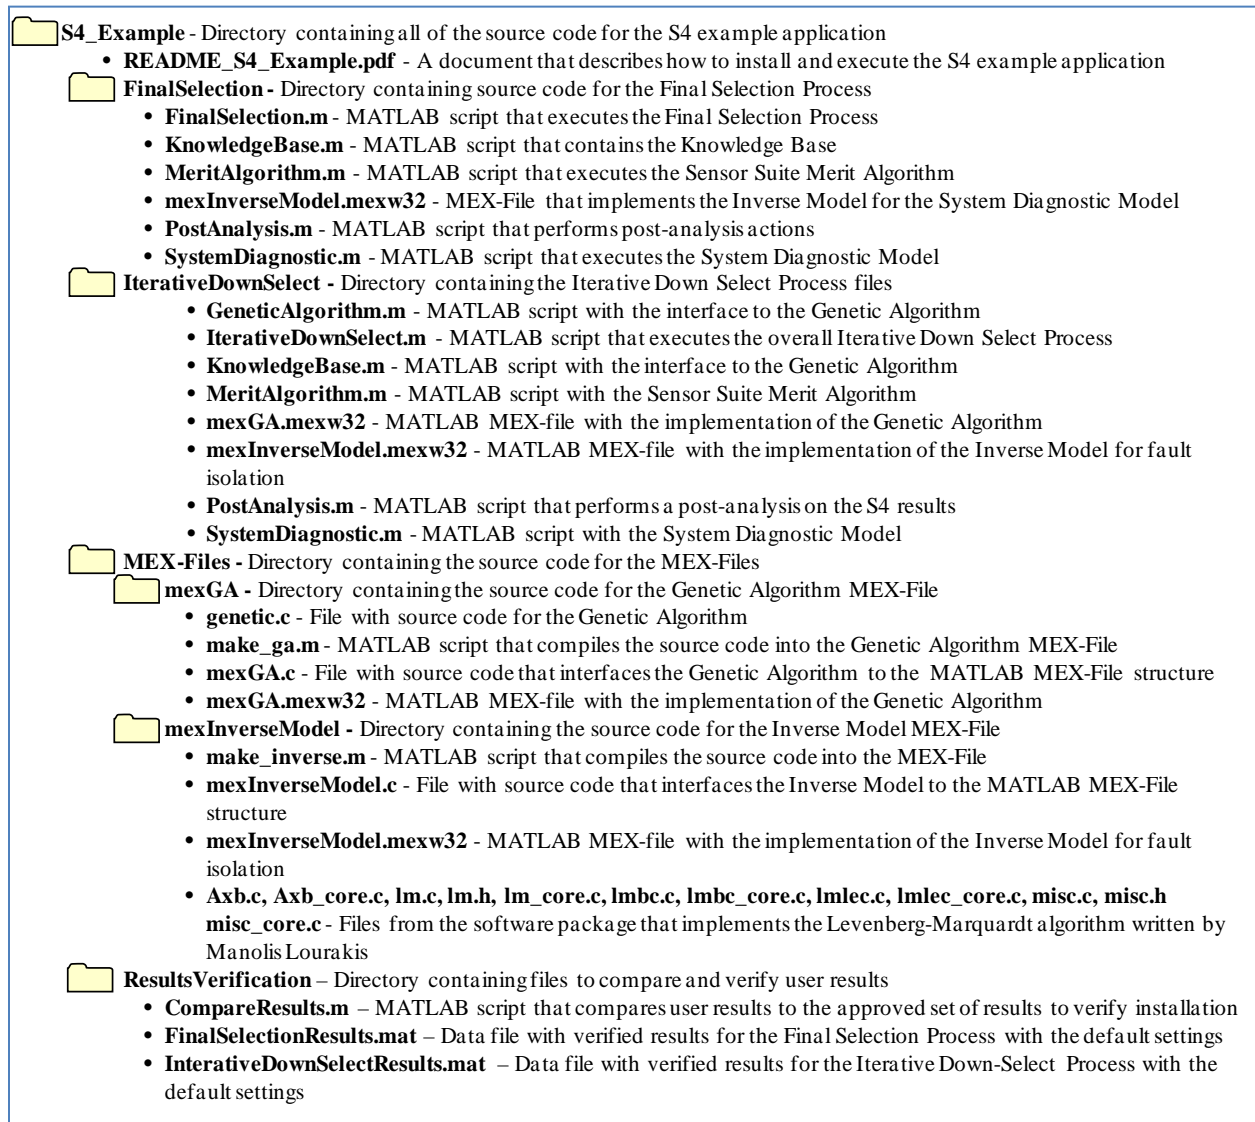 S4_Example - Directory containing all of the source code for the S4 example application
• README_S4_Example.pdf - A document that describes how to install and execute the S4 example application
FinalSelection - Directory containing source code for the Final Selection Process
• FinalSelection.m - MATLAB script that executes the Final Selection Process
• KnowledgeBase.m - MATLAB script that contains the Knowledge Base
• MeritAlgorithm.m - MATLAB script that executes the Sensor Suite Merit Algorithm
• mexInverseModel.mexw32 - MEX-File that implements the Inverse Model for the System Diagnostic Model
• PostAnalysis.m - MATLAB script that performs post-analysis actions
• SystemDiagnostic.m - MATLAB script that executes the System Diagnostic Model
IterativeDownSelect - Directory containing the Iterative Down Select Process files
• GeneticAlgorithm.m - MATLAB script with the interface to the Genetic Algorithm
• IterativeDownSelect.m - MATLAB script that executes the overall Iterative Down Select Process
• KnowledgeBase.m - MATLAB script with the interface to the Genetic Algorithm
• MeritAlgorithm.m - MATLAB script with the Sensor Suite Merit Algorithm
• mexGA.mexw32 - MATLAB MEX-file with the implementation of the Genetic Algorithm
• mexInverseModel.mexw32 - MATLAB MEX-file with the implementation of the Inverse Model for fault
isolation
• PostAnalysis.m - MATLAB script that performs a post-analysis on the S4 results
• SystemDiagnostic.m - MATLAB script with the System Diagnostic Model
MEX-Files - Directory containing the source code for the MEX-Files
mexGA - Directory containing the source code for the Genetic Algorithm MEX-File
• genetic.c - File with source code for the Genetic Algorithm
• make_ga.m - MATLAB script that compiles the source code into the Genetic Algorithm MEX-File
• mexGA.c - File with source code that interfaces the Genetic Algorithm to the MATLAB MEX-File structure
• mexGA.mexw32 - MATLAB MEX-file with the implementation of the Genetic Algorithm
mexInverseModel - Directory containing the source code for the Inverse Model MEX-File
• make_inverse.m - MATLAB script that compiles the source code into the MEX-File
• mexInverseModel.c - File with source code that interfaces the Inverse Model to the MATLAB MEX-File
structure
• mexInverseModel.mexw32 - MATLAB MEX-file with the implementation of the Inverse Model for fault
isolation
• Axb.c, Axb_core.c, lm.c, lm.h, lm_core.c, lmbc.c, lmbc_core.c, lmlec.c, lmlec_core.c, misc.c, misc.h
misc_core.c - Files from the software package that implements the Levenberg-Marquardt algorithm written by
Manolis Lourakis
ResultsVerification – Directory containing files to compare and verify user results
• CompareResults.m – MATLAB script that compares user results to the approved set of results to verify installation
• FinalSelectionResults.mat – Data file with verified results for the Final Selection Process with the default settings
• InterativeDownSelectResults.mat – Data file with verified results for the Iterative Down-Select Process with the
default settings